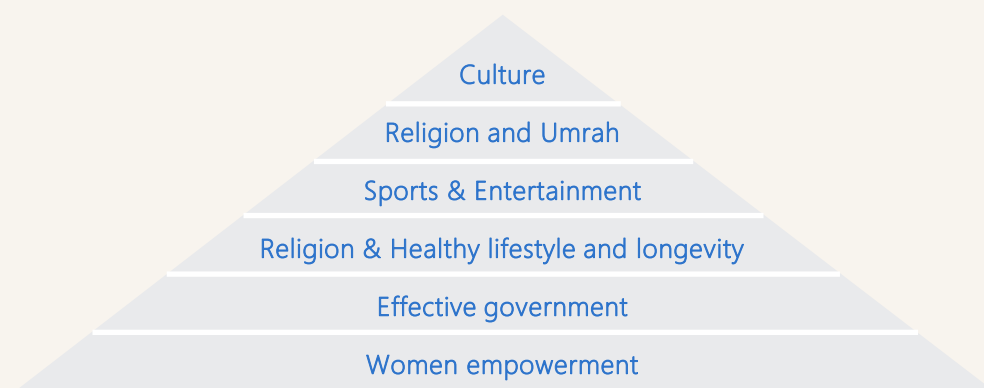 Culture
Religion and Umrah
Sports & Entertainment
Religion & Healthy lifestyle and longevity
Effective government
Women empowerment